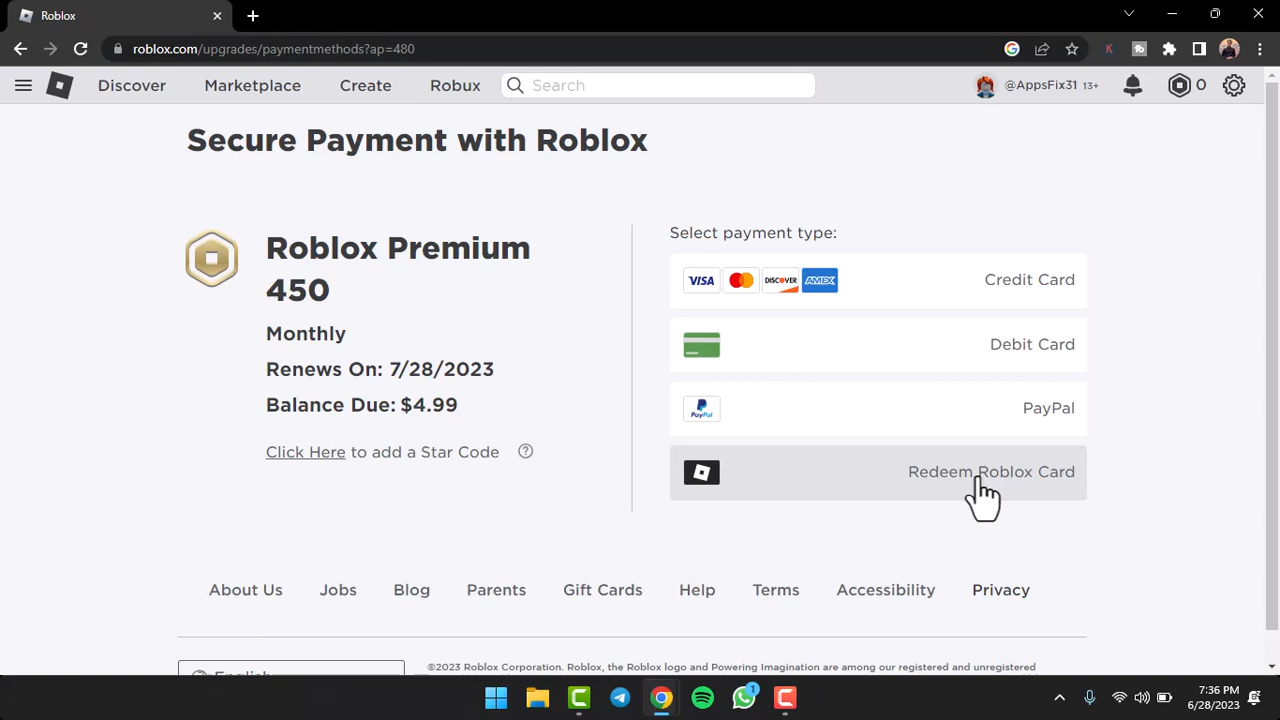 Roblox
roblox.com/upgrades/paymentmethods?ap=480
Discover Marketplace Create Robux Search @AppsFix31 13+ 0
Secure Payment with Roblox
Roblox Premium
450
Monthly
Renews On: 7/28/2023
Balance Due: $4.99
Click Here to add a Star Code ?
Select payment type:
VISA DISCOVER AMEX Credit Card
Debit Card
PayPal PayPal
Redeem Roblox Card
About Us Jobs Blog Parents Gift Cards Help Terms Accessibility Privacy
English
©2023 Roblox Corporation. Roblox, the Roblox logo and Powering Imagination are among our registered and unregistered
1
7:36 PM
6/28/2023